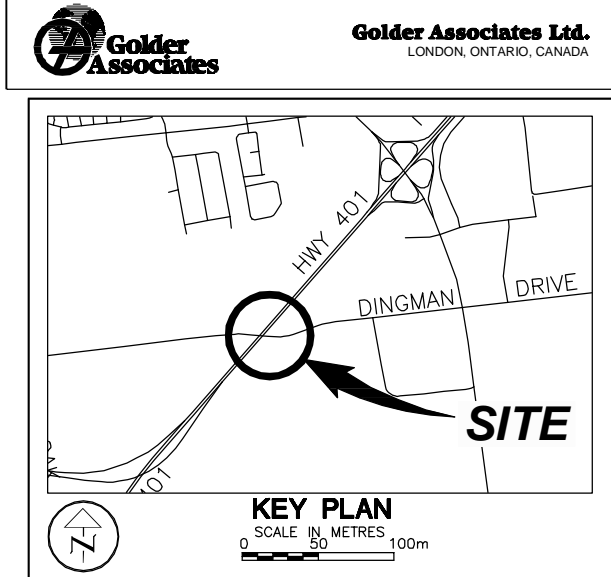 Golder
Associates
Golder Associates Ltd.
LONDON, ONTARIO, CANADA
HWY 401
DINGMAN DRIVE
SITE
401
KEY PLAN
SCALE IN METRES
0 50 100m
N